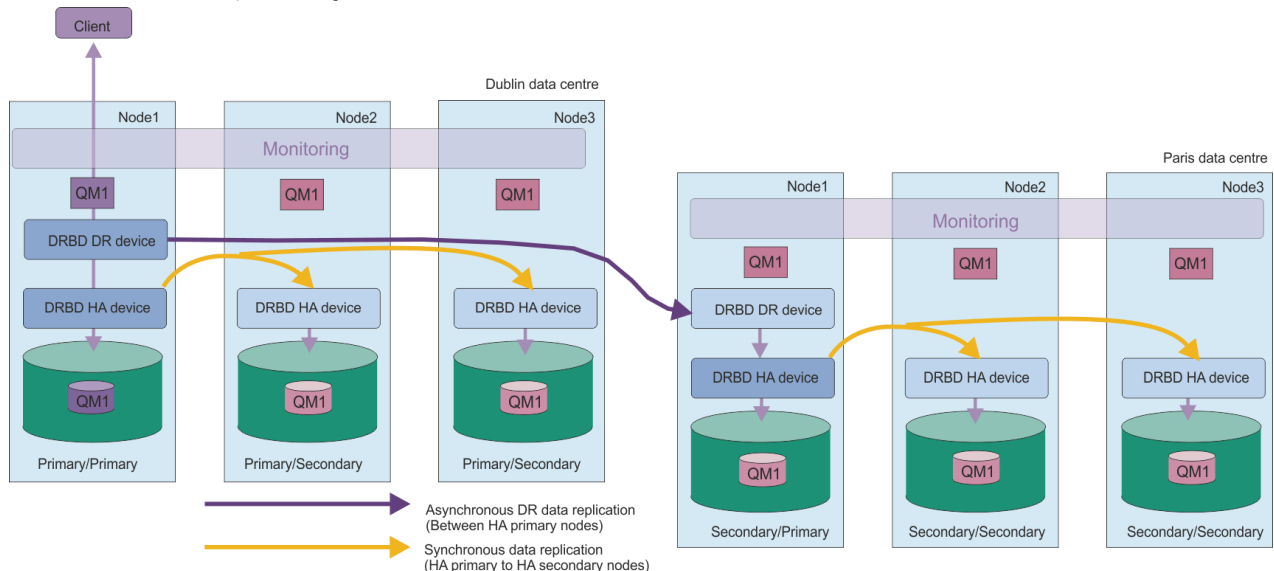 Client
Dublin data centre
Node1
Node2
Node3
Monitoring
QM1
QM1
QM1
DRBD DR device
DRBD HA device
DRBD HA device
DRBD HA device
QM1
QM1
QM1
Primary/Primary
Primary/Secondary
Primary/Secondary
Paris data centre
Node1
Node2
Node3
Monitoring
QM1
QM1
QM1
DRBD DR device
DRBD HA device
DRBD HA device
DRBD HA device
QM1
QM1
QM1
Secondary/Primary
Secondary/Secondary
Secondary/Secondary
Asynchronous DR data replication
(Between HA primary nodes)
Synchronous data replication
(HA primary to HA secondary nodes)